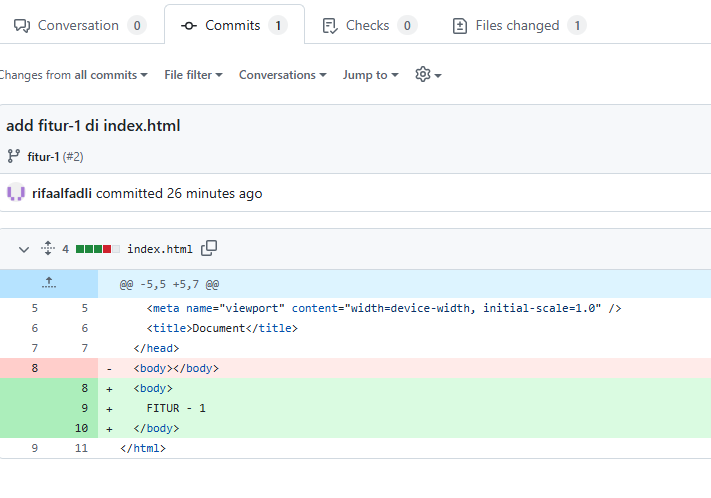 Conversation 0 Commits 1 Checks 0 Files changed 1
Changes from all commits File filter Conversations Jump to
add fitur-1 di index.html
fitur-1 (#2)
rifaalfadli committed 26 minutes ago
4 index.html
@@ -5,5 +5,7 @@
5 5 <meta name="viewport" content="width=device-width, initial-scale=1.0" />
6 6 <title>Document</title>
7 7 </head>
8 - <body></body>
8 + <body>
9 + FITUR - 1
10 + </body>
9 11 </html>